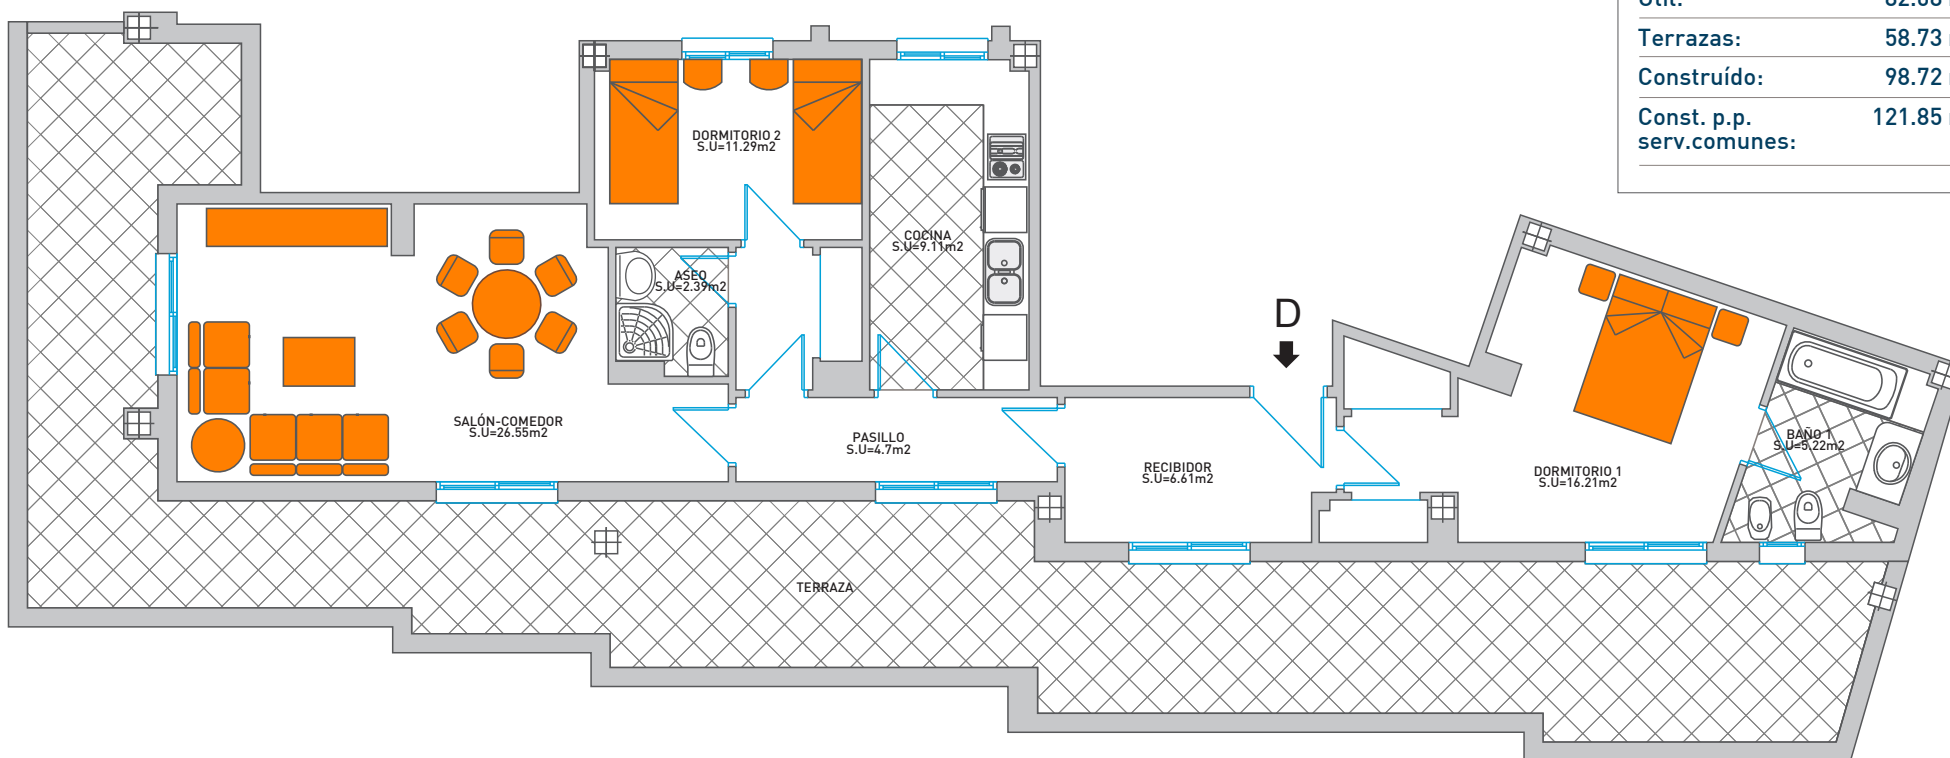 Terrazas: 58.73
Construído: 98.72
Const. p.p. 121.85
serv.comunes:
DORMITORIO 2
S.U=11.29m2
COCINA
S.U=9.11m2
ASEO
S.U=2.39m2
D
SALÓN-COMEDOR
S.U=26.55m2
PASILLO
S.U=4.7m2
RECIBIDOR
S.U=6.61m2
DORMITORIO 1
S.U=16.21m2
BAÑO 1
S.U=5.22m2
TERRAZA